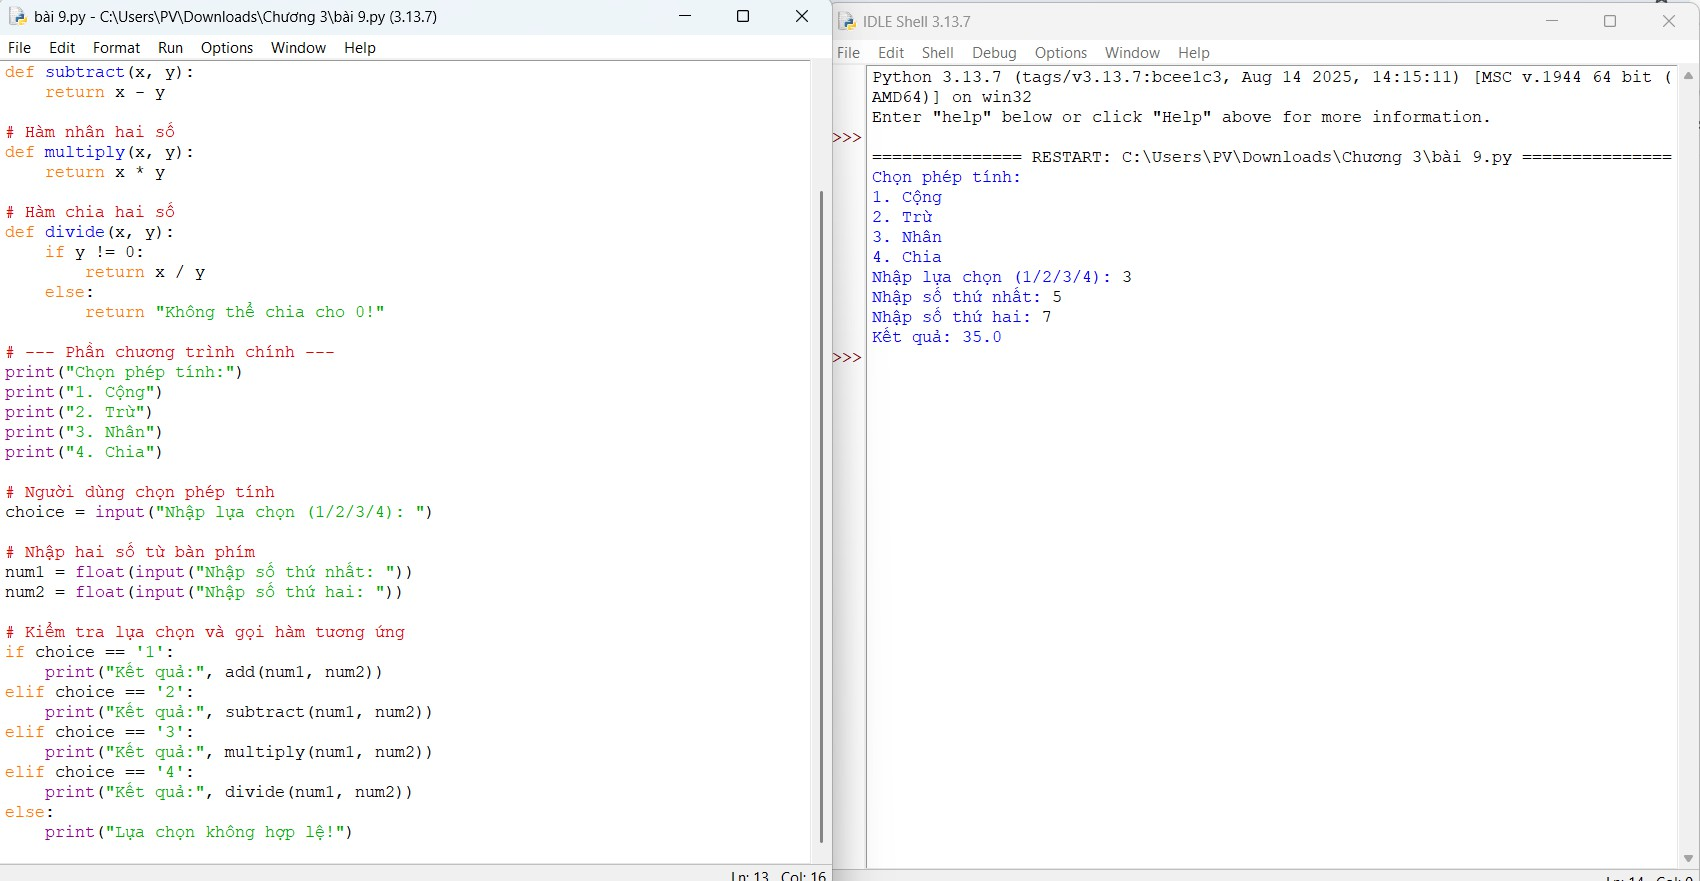 bài 9.py - C:\Users\PV\Downloads\Chương 3\bài 9.py (3.13.7)
File Edit Format Run Options Window Help
def subtract(x, y):
    return x - y

# Hàm nhân hai số
def multiply(x, y):
    return x * y

# Hàm chia hai số
def divide(x, y):
    if y != 0:
        return x / y
    else:
        return "Không thể chia cho 0!"

# --- Phần chương trình chính ---
print("Chọn phép tính:")
print("1. Cộng")
print("2. Trừ")
print("3. Nhân")
print("4. Chia")

# Người dùng chọn phép tính
choice = input("Nhập lựa chọn (1/2/3/4): ")

# Nhập hai số từ bàn phím
num1 = float(input("Nhập số thứ nhất: "))
num2 = float(input("Nhập số thứ hai: "))

# Kiểm tra lựa chọn và gọi hàm tương ứng
if choice == '1':
    print("Kết quả:", add(num1, num2))
elif choice == '2':
    print("Kết quả:", subtract(num1, num2))
elif choice == '3':
    print("Kết quả:", multiply(num1, num2))
elif choice == '4':
    print("Kết quả:", divide(num1, num2))
else:
    print("Lựa chọn không hợp lệ!")
Ln: 13 Col: 16
IDLE Shell 3.13.7
File Edit Shell Debug Options Window Help
Python 3.13.7 (tags/v3.13.7:bcee1c3, Aug 14 2025, 14:15:11) [MSC v.1944 64 bit (
AMD64)] on win32
Enter "help" below or click "Help" above for more information.
>>>
=============== RESTART: C:\Users\PV\Downloads\Chương 3\bài 9.py ===============
Chọn phép tính:
1. Cộng
2. Trừ
3. Nhân
4. Chia
Nhập lựa chọn (1/2/3/4): 3
Nhập số thứ nhất: 5
Nhập số thứ hai: 7
Kết quả: 35.0
>>>
Ln: 14 Col: 0